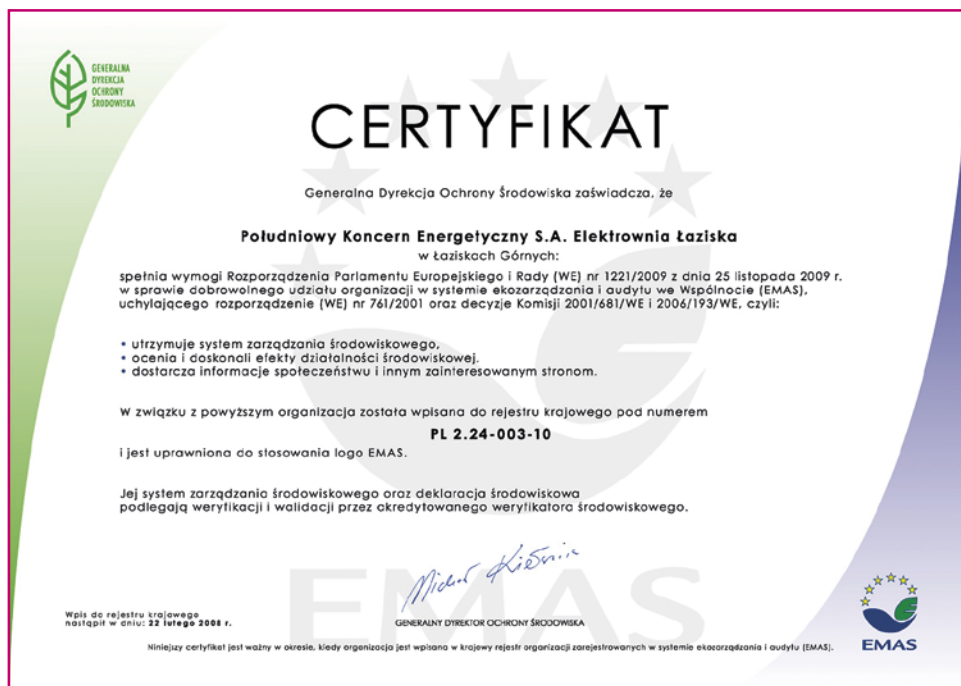 GENERALNA
DYREKCJA
OCHRONY
ŚRODOWISKA
CERTYFIKAT
Generalna Dyrekcja Ochrony Środowiska zaświadcza, że
Południowy Koncern Energetyczny S.A. Elektrownia Łaziska
w Łaziskach Górnych:
spełnia wymogi Rozporządzenia Parlamentu Europejskiego i Rady (WE) nr 1221/2009 z dnia 25 listopada 2009 r.
w sprawie dobrowolnego udziału organizacji w systemie ekozarządzania i audytu we Wspólnocie (EMAS),
uchylającego rozporządzenie (WE) nr 761/2001 oraz decyzje Komisji 2001/681/WE i 2006/193/WE, czyli:
• utrzymuje system zarządzania środowiskowego,
• ocenia i doskonali efekty działalności środowiskowej.
• dostarcza informacje społeczeństwu i innym zainteresowanym stronom.
W związku z powyższym organizacja została wpisana do rejestru krajowego pod numerem
PL 2.24-003-10
i jest uprawniona do stosowania logo EMAS.
Jej system zarządzania środowiskowego oraz deklaracja środowiskowa
podlegają weryfikacji i walidacji przez akredytowanego weryfikatora środowiskowego.
EMAS
Wpis do rejestru krajowego
nastąpił w dniu: 22 lutego 2008 r.
GENERALNY DYREKTOR OCHRONY ŚRODOWISKA
EMAS
Niniejszy certyfikat jest ważny w okresie, kiedy organizacja jest wpisana w krajowy rejestr organizacji zarejestrowanych w systemie ekozarządzania i audytu (EMAS).